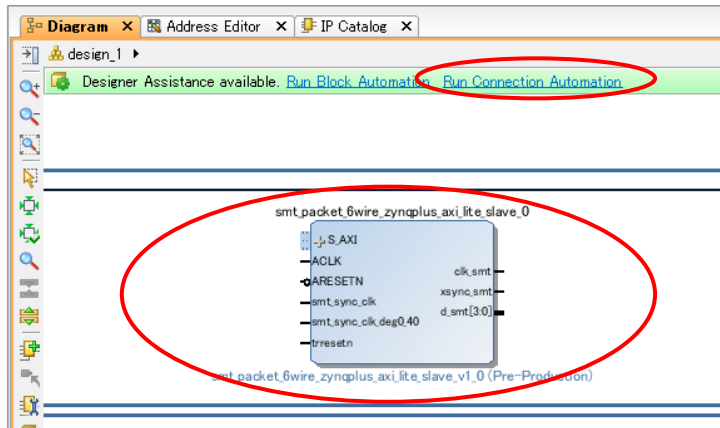 Diagram × Address Editor × IP Catalog ×
design_1
Designer Assistance available. Run Block Automation Run Connection Automation
smt_packet_6wire_zynqplus_axi_lite_slave_0
S_AXI
ACLK
clk_smt
ARESETN
xsync_smt
smt_sync_clk
d_smt[3:0]
smt_sync_clk_deg0_40
trresetn
smt_packet_6wire_zynqplus_axi_lite_slave_v1_0 (Pre-Production)